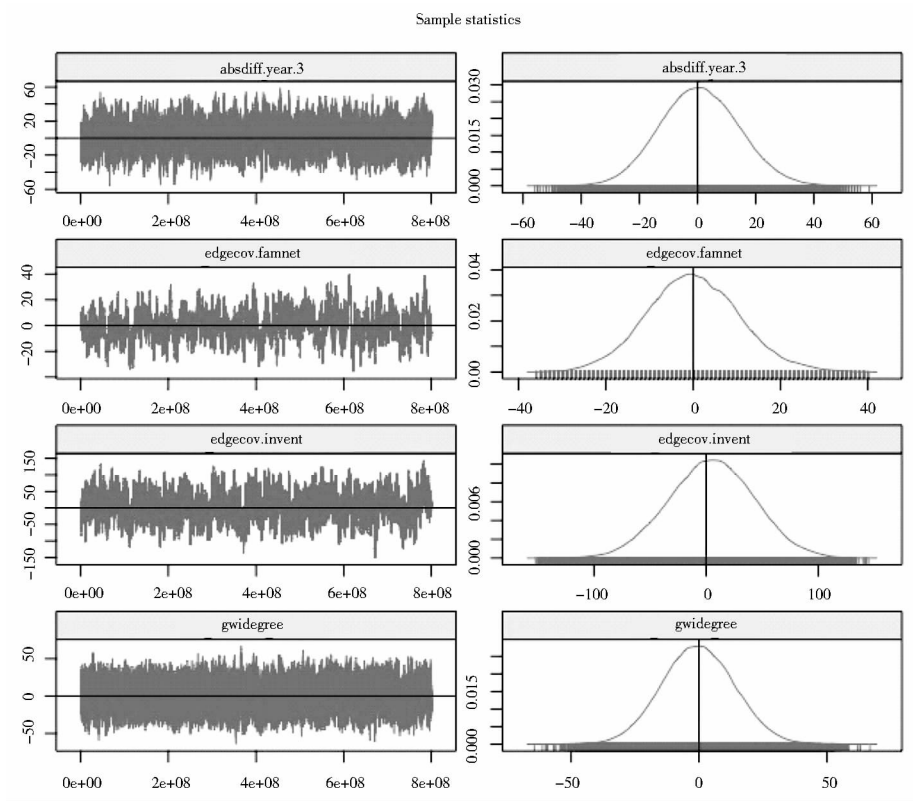 Sample statistics
absdiff.year.3
60
20
−20
−60
0e+00 2e+08 4e+08 6e+08 8e+08
absdiff.year.3
0.030
0.015
0.000
−60 −40 −20 0 20 40 60
edgecov.famnet
40
20
0
−20
0e+00 2e+08 4e+08 6e+08 8e+08
edgecov.famnet
0.04
0.02
0.00
−40 −20 0 20 40
edgecov.invent
150
50
−50
−150
0e+00 2e+08 4e+08 6e+08 8e+08
edgecov.invent
0.006
0.000
−100 0 100
gwidegree
50
0
−50
0e+00 2e+08 4e+08 6e+08 8e+08
gwidegree
0.015
0.000
−50 0 50